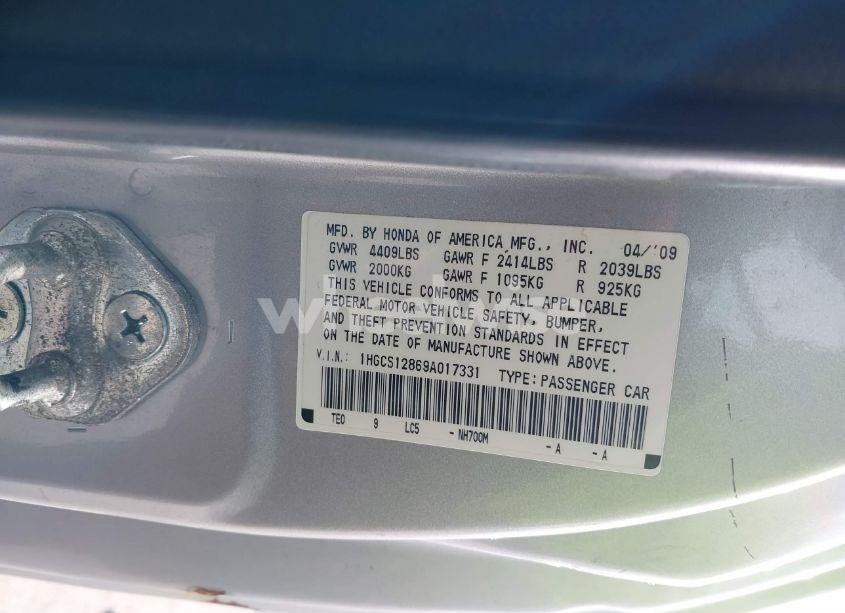 MFD. BY HONDA OF AMERICA MFG., INC. 04/'09
GVWR 4409LBS GAWR F 2414LBS R 2039LBS
GVWR 2000KG GAWR F 1095KG R 925KG
THIS VEHICLE CONFORMS TO ALL APPLICABLE
FEDERAL MOTOR VEHICLE SAFETY, BUMPER,
AND THEFT PREVENTION STANDARDS IN EFFECT
ON THE DATE OF MANUFACTURE SHOWN ABOVE.
V.I.N.: 1HGCS12869A017331 TYPE: PASSENGER CAR
TE0 9 LC5 - NH700M - A - A